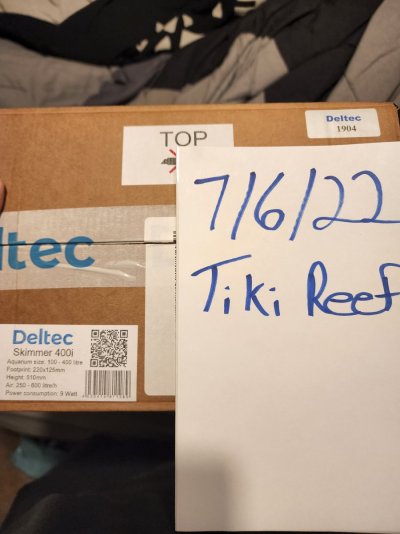 Deltec
1904
TOP
7/6/22
Tiki Reef
ltec
Deltec
Skimmer 400i
Aquarium size: 100 - 400 litre
Footprint: 220x125mm
Height: 510mm
Air: 250 - 600 litre/h
Power consumption: 9 Watt